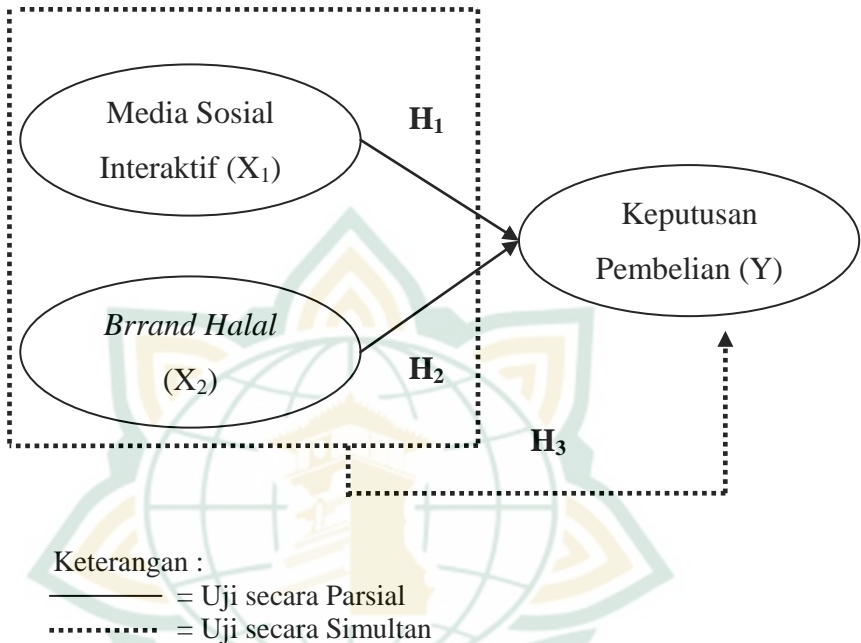 Media Sosial
Interaktif (X₁)
H₁
Keputusan
Pembelian (Y)
Brrand Halal
(X₂)
H₂
H₃
Keterangan :
= Uji secara Parsial
= Uji secara Simultan